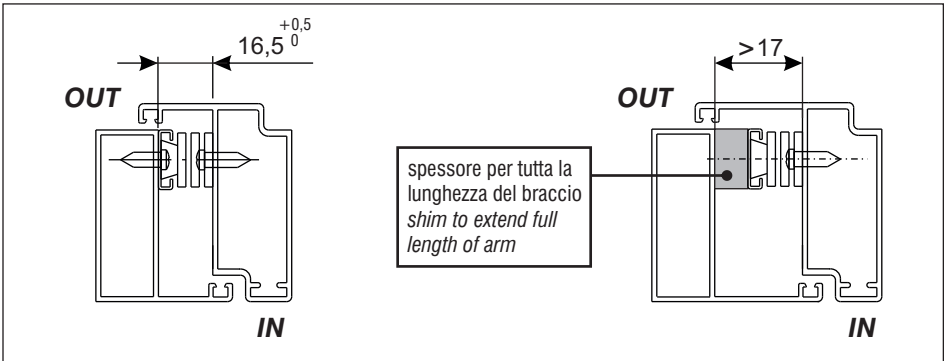 16,5 +0,5 0
>17
OUT
OUT
spessore per tutta la
lunghezza del braccio
shim to extend full
length of arm
IN
IN